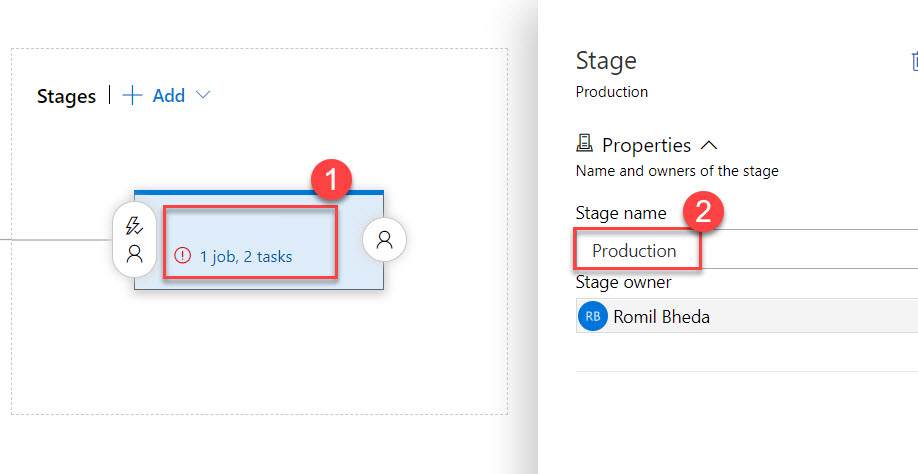 Stages | + Add
1
1 job, 2 tasks
Stage
Production
Properties
Name and owners of the stage
Stage name
2
Production
Stage owner
RB Romil Bheda